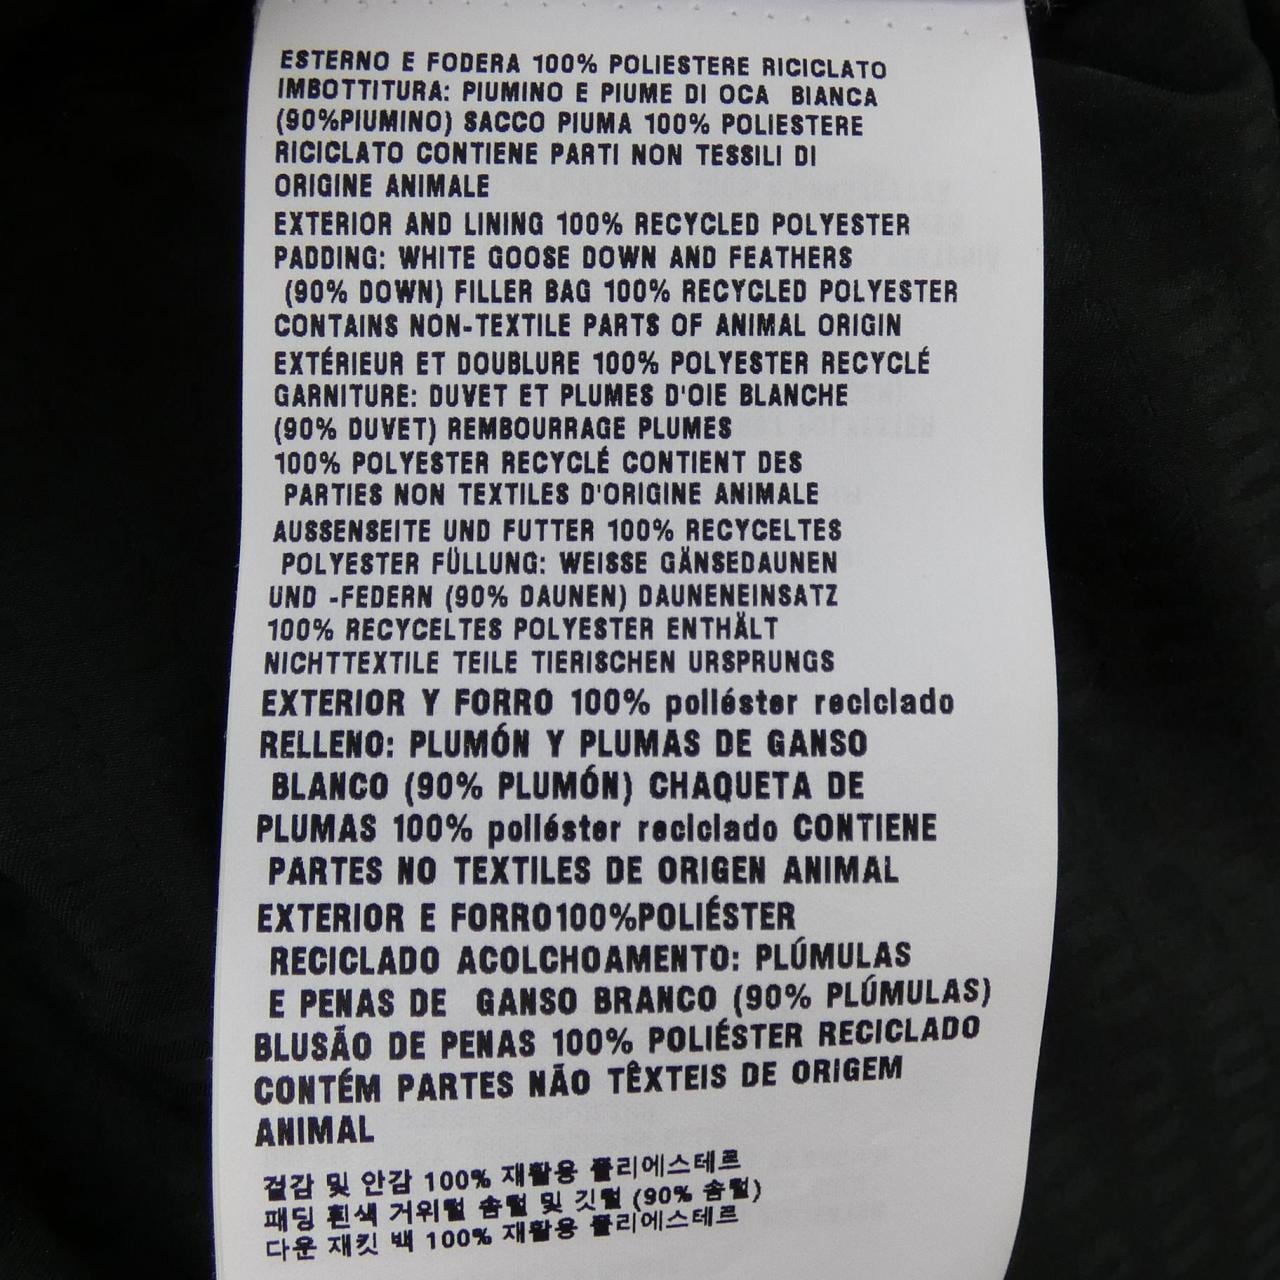 ESTERNO E FODERA 100% POLIESTERE RICICLATO
IMBOTTITURA: PIUMINO E PIUME DI OCA BIANCA
(90%PIUMINO) SACCO PIUMA 100% POLIESTERE
RICICLATO CONTIENE PARTI NON TESSILI DI
ORIGINE ANIMALE
EXTERIOR AND LINING 100% RECYCLED POLYESTER
PADDING: WHITE GOOSE DOWN AND FEATHERS
(90% DOWN) FILLER BAG 100% RECYCLED POLYESTER
CONTAINS NON-TEXTILE PARTS OF ANIMAL ORIGIN
EXTÉRIEUR ET DOUBLURE 100% POLYESTER RECYCLÉ
GARNITURE: DUVET ET PLUMES D'OIE BLANCHE
(90% DUVET) REMBOURRAGE PLUMES
100% POLYESTER RECYCLÉ CONTIENT DES
PARTIES NON TEXTILES D'ORIGINE ANIMALE
AUSSENSEITE UND FUTTER 100% RECYCELTES
POLYESTER FÜLLUNG: WEISSE GÄNSEDAUNEN
UND -FEDERN (90% DAUNEN) DAUNENEINSATZ
100% RECYCELTES POLYESTER ENTHÄLT
NICHTTEXTILE TEILE TIERISCHEN URSPRUNGS
EXTERIOR Y FORRO 100% poliéster reciclado
RELLENO: PLUMÓN Y PLUMAS DE GANSO
BLANCO (90% PLUMÓN) CHAQUETA DE
PLUMAS 100% poliéster reciclado CONTIENE
PARTES NO TEXTILES DE ORIGEN ANIMAL
EXTERIOR E FORRO100%POLIÉSTER
RECICLADO ACOLCHOAMENTO: PLÚMULAS
E PENAS DE GANSO BRANCO (90% PLÚMULAS)
BLUSÃO DE PENAS 100% POLIÉSTER RECICLADO
CONTÉM PARTES NÃO TÊXTEIS DE ORIGEM
ANIMAL
겉감 및 안감 100% 재활용 폴리에스테르
패딩 흰색 거위털 솜털 및 깃털 (90% 솜털)
다운 재킷 백 100% 재활용 폴리에스테르